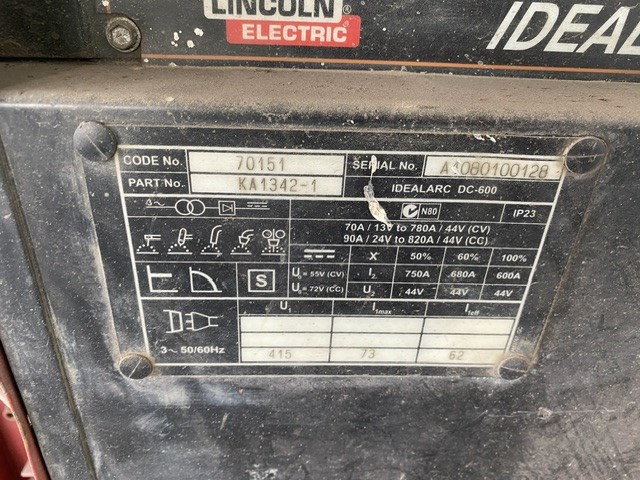 LINCOLN
ELECTRIC
IDEAL
CODE No. 70151 SERIAL No. A1080100128
PART No. KA1342-1 IDEALARC DC-600
N80 IP23
70A / 13V to 780A / 44V (CV)
90A / 24V to 820A / 44V (CC)
X 50% 60% 100%
U₀ = 55V (CV) I₂ 750A 680A 600A
S
U₀ = 72V (CC) U₂ 44V 44V 44V
U₁ I₁max I₁eff
3~ 50/60Hz 415 73 62